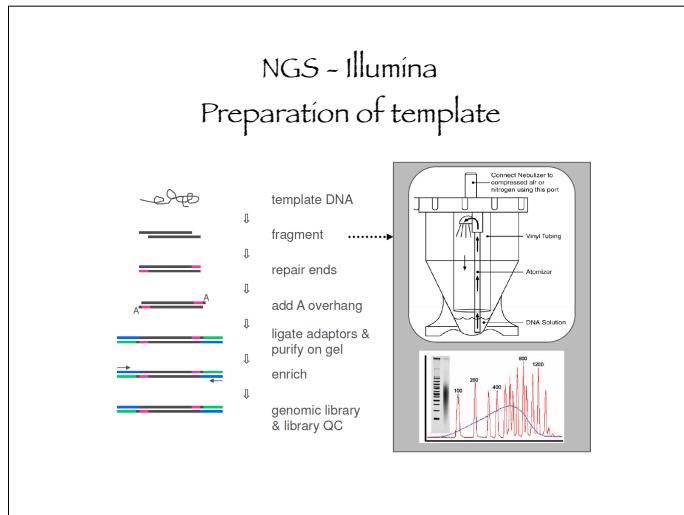 NGS - Illumina
Preparation of template
template DNA
fragment
repair ends
A
A
add A overhang
ligate adaptors &
purify on gel
enrich
genomic library
& library QC
Connect Nebulizer to
compressed air or
nitrogen using this port
Vinyl Tubing
Atomizer
DNA Solution
100
200
400
800
1200